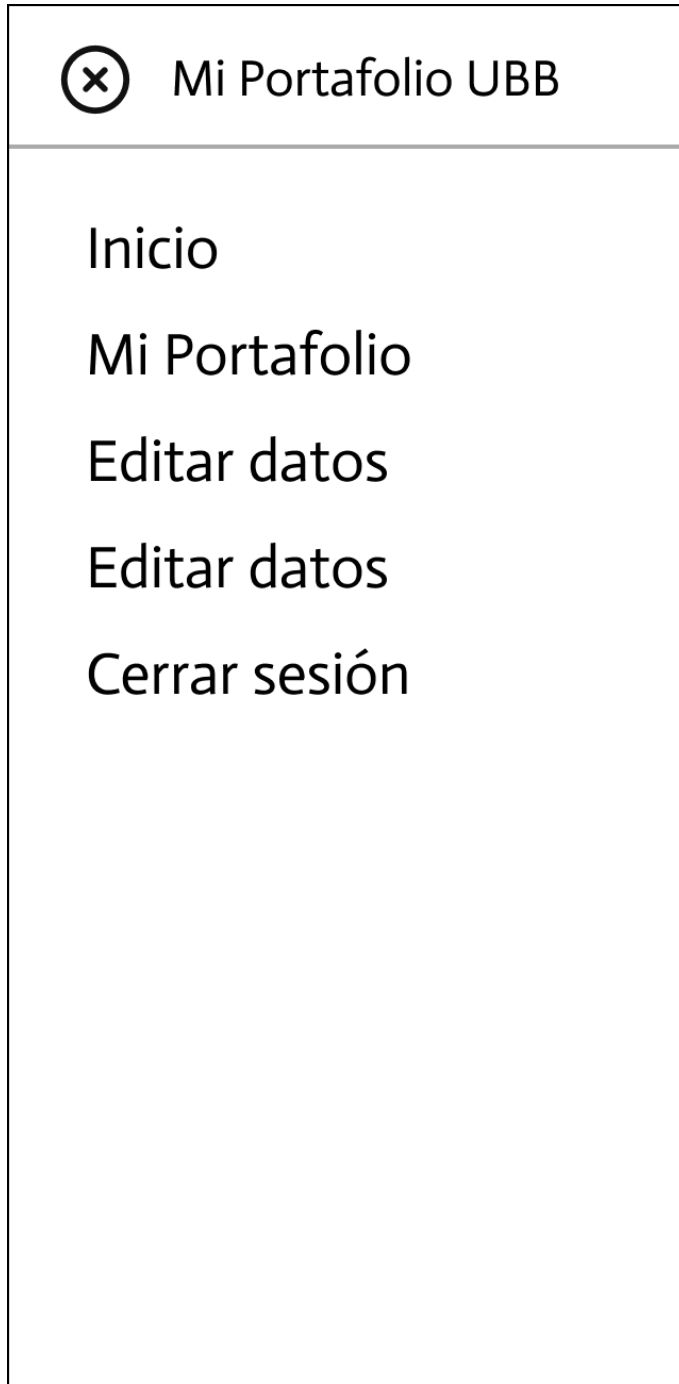 Mi Portafolio UBB
Inicio
Mi Portafolio
Editar datos
Editar datos
Cerrar sesión